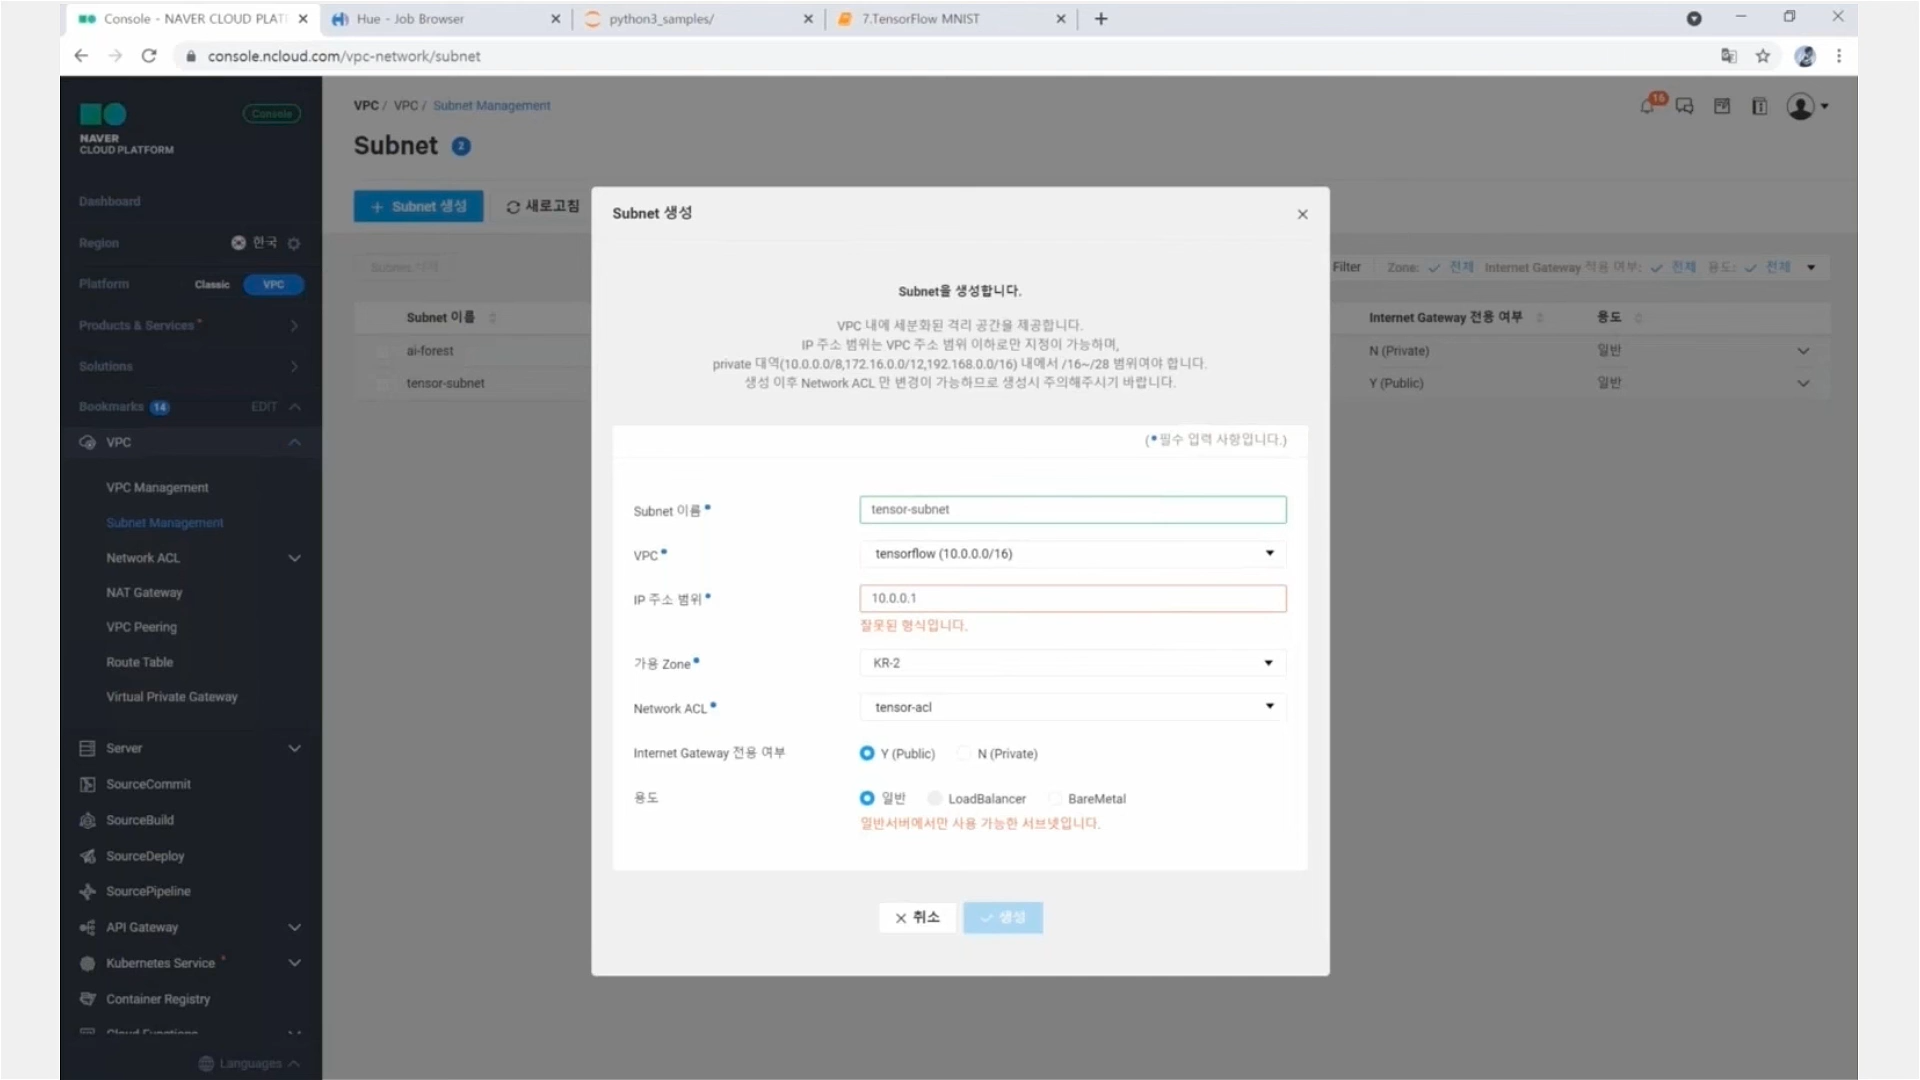 Console - NAVER CLOUD PLAT
Hue - Job Browser
python3_samples/
7.TensorFlow MNIST
console.ncloud.com/vpc-network/subnet
Console
NAVER
CLOUD PLATFORM
Dashboard
Region
한국
Platform
Classic
VPC
Products & Services
Solutions
Bookmarks 14
EDIT
VPC
VPC Management
Subnet Management
Network ACL
NAT Gateway
VPC Peering
Route Table
Virtual Private Gateway
Server
SourceCommit
SourceBuild
SourceDeploy
SourcePipeline
API Gateway
Kubernetes Service
Container Registry
Cloud Functions
Languages
VPC / VPC / Subnet Management
16
Subnet 2
+ Subnet 생성
새로고침
Subnet 삭제
Filter
Zone: 전체 Internet Gateway 전용 여부: 전체 용도: 전체
Subnet 이름
Internet Gateway 전용 여부
용도
ai-forest
N (Private)
일반
tensor-subnet
Y (Public)
일반
Subnet 생성
Subnet을 생성합니다.
VPC 내에 세분화된 격리 공간을 제공합니다.
IP 주소 범위는 VPC 주소 범위 이하로만 지정이 가능하며,
private 대역(10.0.0.0/8,172.16.0.0/12,192.168.0.0/16) 내에서 /16~/28 범위여야 합니다.
생성 이후 Network ACL 만 변경이 가능하므로 생성시 주의해주시기 바랍니다.
(•필수 입력 사항입니다.)
Subnet 이름•
tensor-subnet
VPC•
tensorflow (10.0.0.0/16)
IP 주소 범위•
10.0.0.1
잘못된 형식입니다.
가용 Zone•
KR-2
Network ACL•
tensor-acl
Internet Gateway 전용 여부
Y (Public)
N (Private)
용도
일반
LoadBalancer
BareMetal
일반서버에서만 사용 가능한 서브넷입니다.
취소
생성